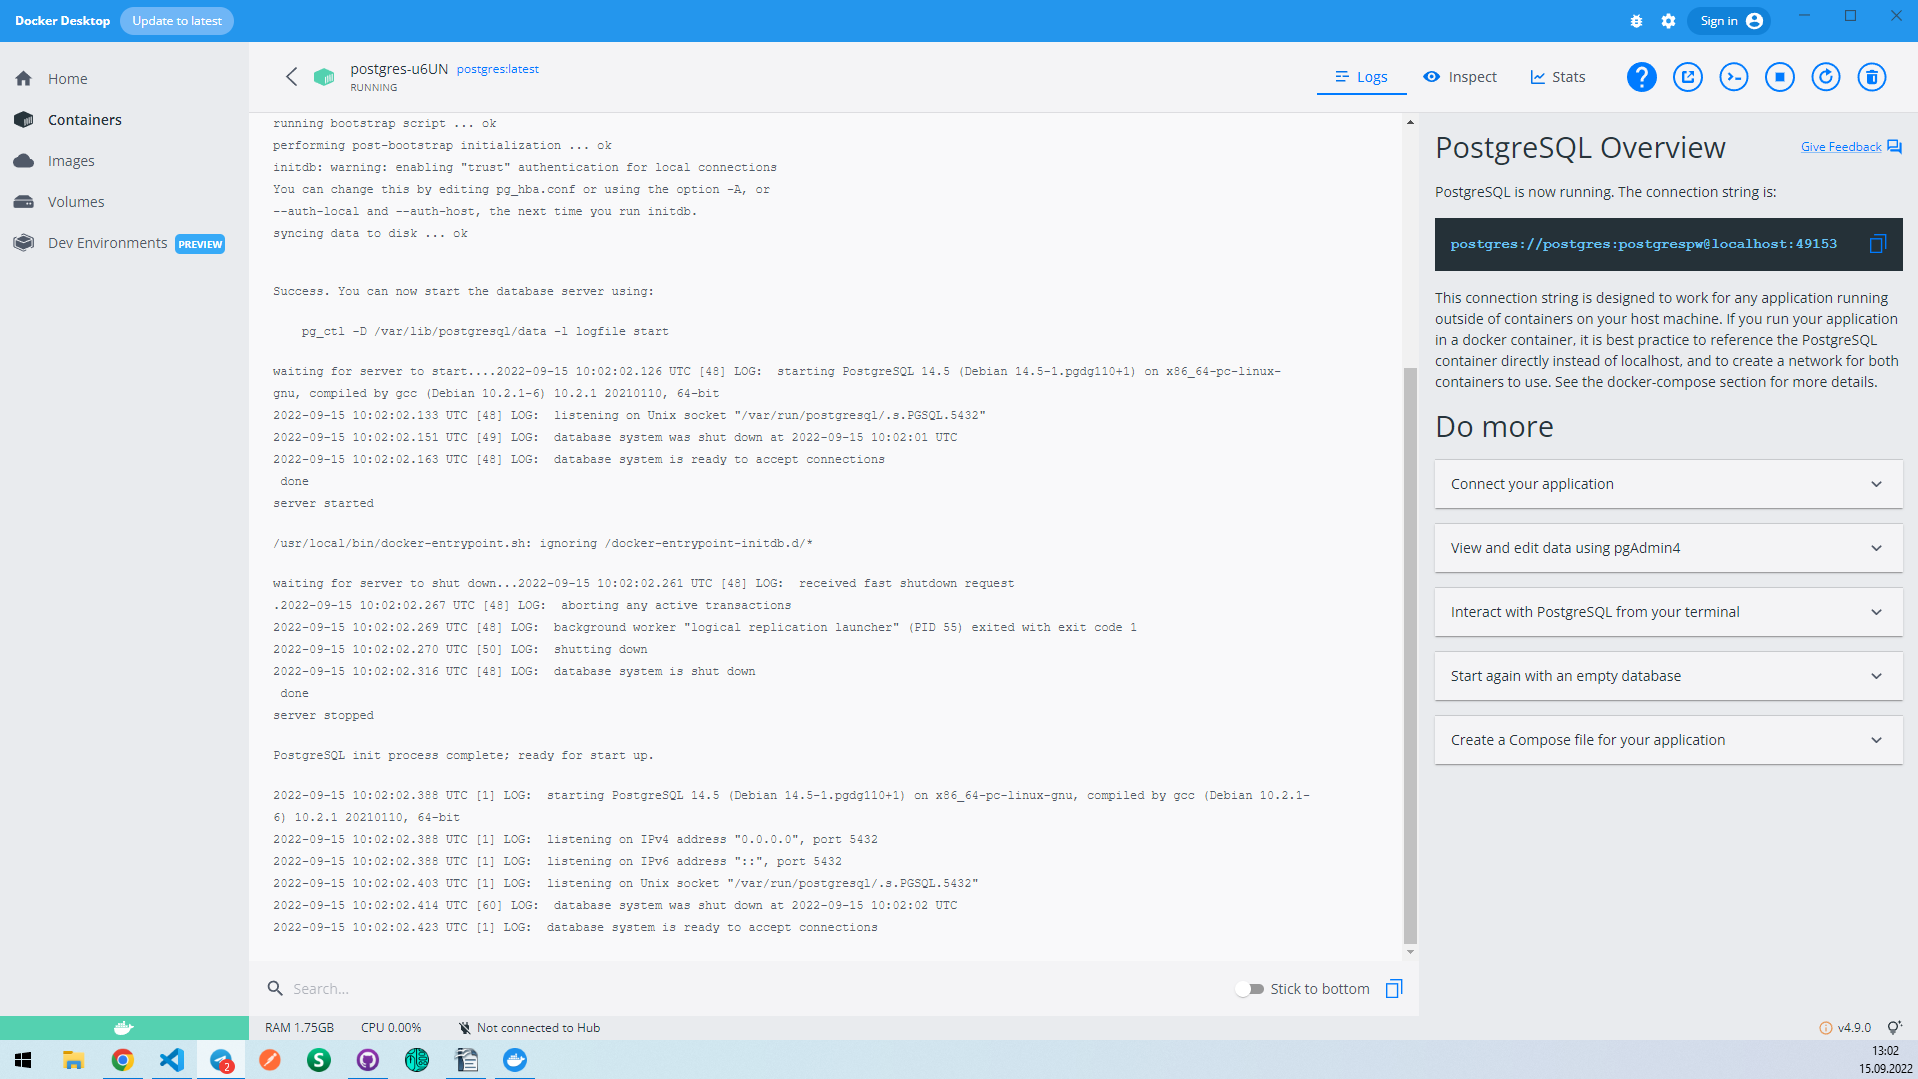 Docker Desktop
Update to latest
Sign in
Home
Containers
Images
Volumes
Dev Environments PREVIEW
postgres-u6UN postgres:latest
RUNNING
Logs
Inspect
Stats
running bootstrap script ... ok
performing post-bootstrap initialization ... ok
initdb: warning: enabling "trust" authentication for local connections
You can change this by editing pg_hba.conf or using the option -A, or
--auth-local and --auth-host, the next time you run initdb.
syncing data to disk ... ok
Success. You can now start the database server using:
pg_ctl -D /var/lib/postgresql/data -l logfile start
waiting for server to start....2022-09-15 10:02:02.126 UTC [48] LOG:  starting PostgreSQL 14.5 (Debian 14.5-1.pgdg110+1) on x86_64-pc-linux-
gnu, compiled by gcc (Debian 10.2.1-6) 10.2.1 20210110, 64-bit
2022-09-15 10:02:02.133 UTC [48] LOG:  listening on Unix socket "/var/run/postgresql/.s.PGSQL.5432"
2022-09-15 10:02:02.151 UTC [49] LOG:  database system was shut down at 2022-09-15 10:02:01 UTC
2022-09-15 10:02:02.163 UTC [48] LOG:  database system is ready to accept connections
done
server started
/usr/local/bin/docker-entrypoint.sh: ignoring /docker-entrypoint-initdb.d/*
waiting for server to shut down...2022-09-15 10:02:02.261 UTC [48] LOG:  received fast shutdown request
.2022-09-15 10:02:02.267 UTC [48] LOG:  aborting any active transactions
2022-09-15 10:02:02.269 UTC [48] LOG:  background worker "logical replication launcher" (PID 55) exited with exit code 1
2022-09-15 10:02:02.270 UTC [50] LOG:  shutting down
2022-09-15 10:02:02.316 UTC [48] LOG:  database system is shut down
done
server stopped
PostgreSQL init process complete; ready for start up.
2022-09-15 10:02:02.388 UTC [1] LOG:  starting PostgreSQL 14.5 (Debian 14.5-1.pgdg110+1) on x86_64-pc-linux-gnu, compiled by gcc (Debian 10.2.1-
6) 10.2.1 20210110, 64-bit
2022-09-15 10:02:02.388 UTC [1] LOG:  listening on IPv4 address "0.0.0.0", port 5432
2022-09-15 10:02:02.388 UTC [1] LOG:  listening on IPv6 address "::", port 5432
2022-09-15 10:02:02.403 UTC [1] LOG:  listening on Unix socket "/var/run/postgresql/.s.PGSQL.5432"
2022-09-15 10:02:02.414 UTC [60] LOG:  database system was shut down at 2022-09-15 10:02:02 UTC
2022-09-15 10:02:02.423 UTC [1] LOG:  database system is ready to accept connections
Search...
Stick to bottom
PostgreSQL Overview
Give Feedback
PostgreSQL is now running. The connection string is:
postgres://postgres:postgrespw@localhost:49153
This connection string is designed to work for any application running
outside of containers on your host machine. If you run your application
in a docker container, it is best practice to reference the PostgreSQL
container directly instead of localhost, and to create a network for both
containers to use. See the docker-compose section for more details.
Do more
Connect your application
View and edit data using pgAdmin4
Interact with PostgreSQL from your terminal
Start again with an empty database
Create a Compose file for your application
RAM 1.75GB
CPU 0.00%
Not connected to Hub
v4.9.0
2
S
13:02
15.09.2022